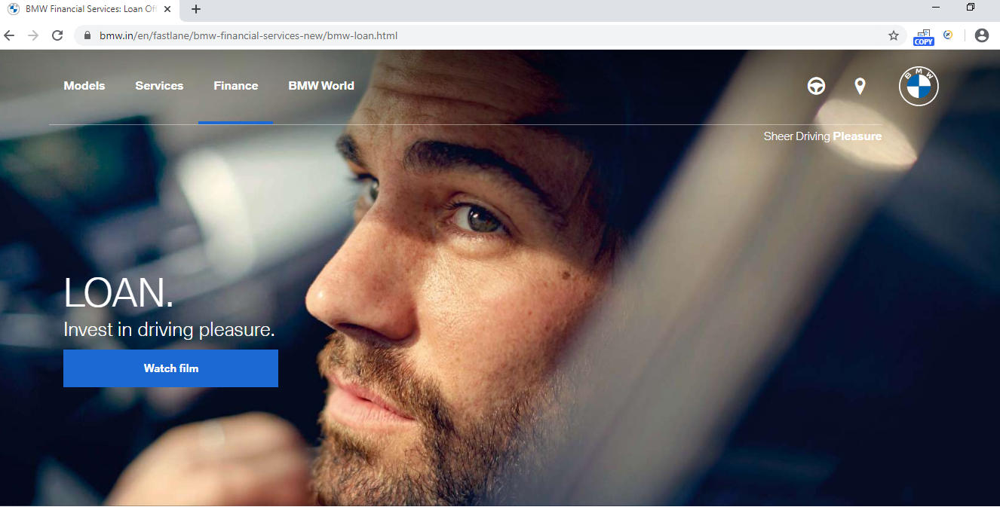 BMW Financial Services: Loan Of
bmw.in/en/fastlane/bmw-financial-services-new/bmw-loan.html
COPY
Models Services Finance BMW World
BMW
Sheer Driving Pleasure
LOAN.
Invest in driving pleasure.
Watch film